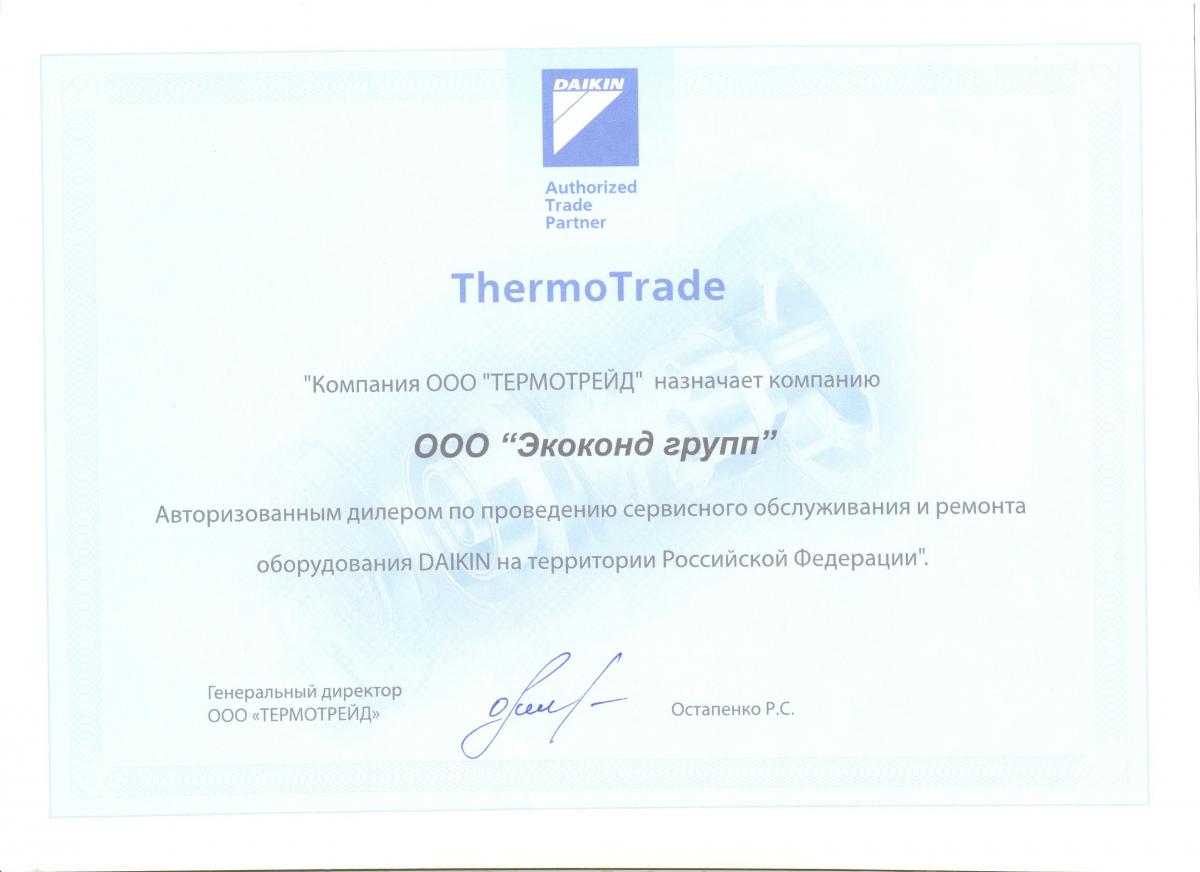 DAIKIN
Authorized
Trade
Partner
ThermoTrade
"Компания ООО "ТЕРМОТРЕЙД" назначает компанию
ООО “Экоконд групп”
Авторизованным дилером по проведению сервисного обслуживания и ремонта
оборудования DAIKIN на территории Российской Федерации".
Генеральный директор
ООО «ТЕРМОТРЕЙД»
Остапенко Р.С.